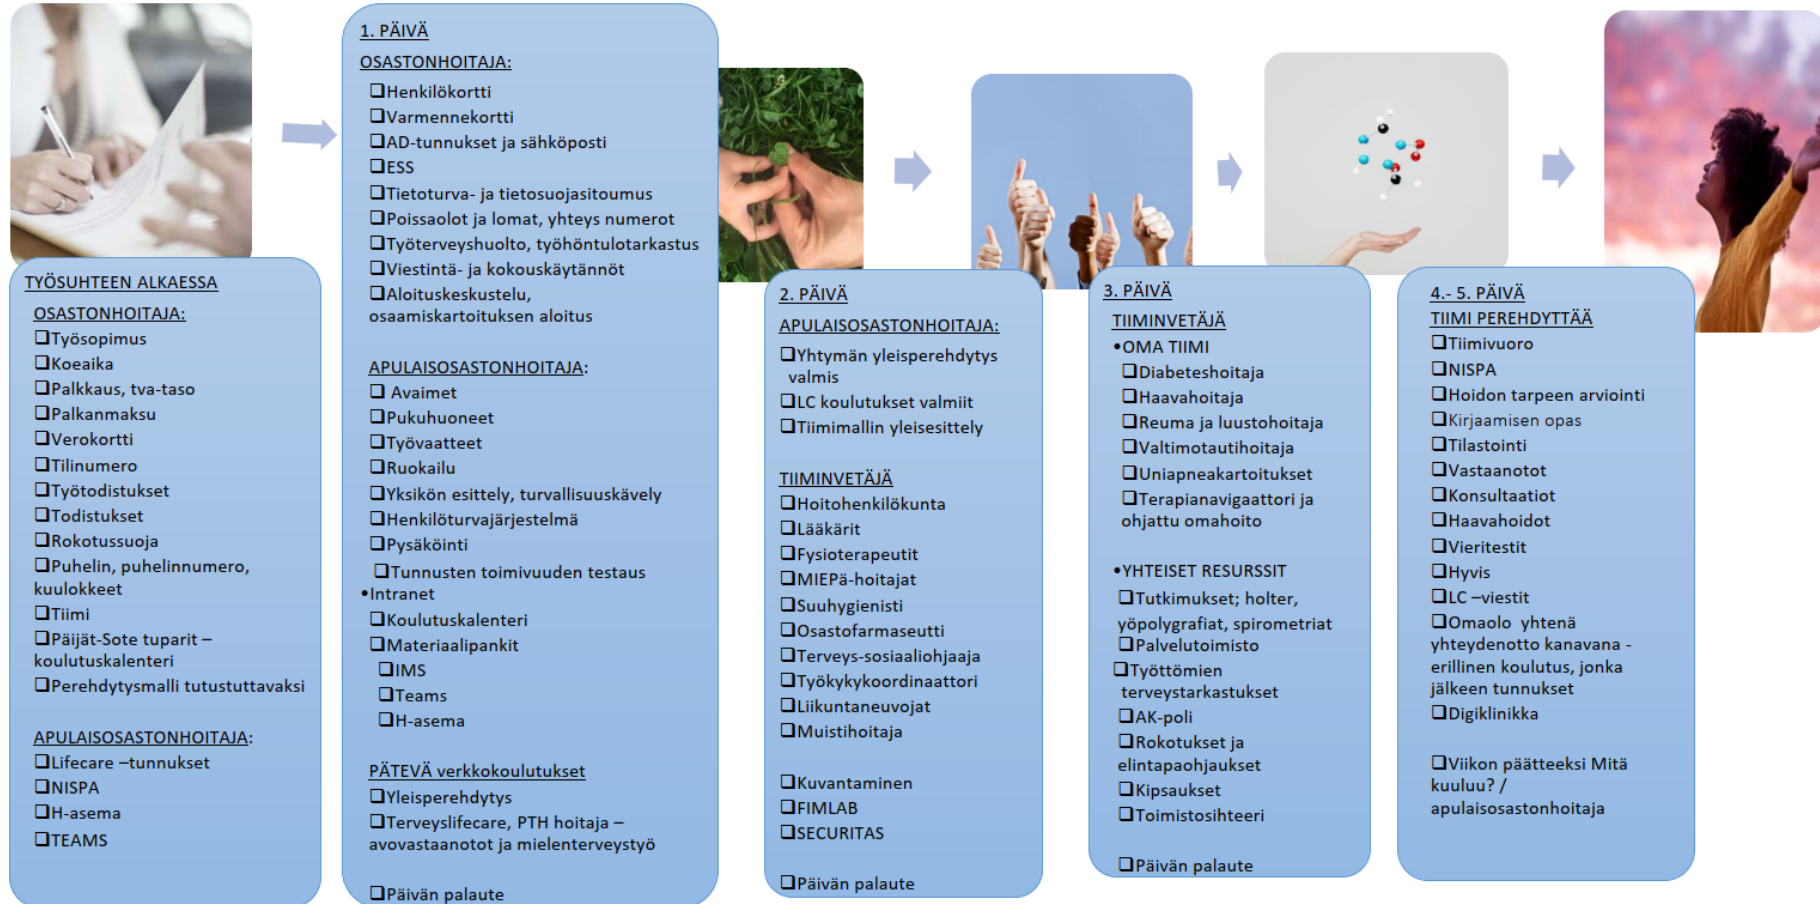 TYÖSUHTEEN ALKAESSA
OSASTONHOITAJA:
❑Työsopimus
❑Koeaika
❑Palkkaus, tva-taso
❑Palkanmaksu
❑Verokortti
❑Tilinumero
❑Työtodistukset
❑Todistukset
❑Rokotussuoja
❑Puhelin, puhelinnumero,
kuulokkeet
❑Tiimi
❑Päijät-Sote tuparit –
koulutuskalenteri
❑Perehdytysmalli tutustuttavaksi
APULAISOSASTONHOITAJA:
❑Lifecare –tunnukset
❑NISPA
❑H-asema
❑TEAMS
1. PÄIVÄ
OSASTONHOITAJA:
❑Henkilökortti
❑Varmennekortti
❑AD-tunnukset ja sähköposti
❑ESS
❑Tietoturva- ja tietosuojasitoumus
❑Poissaolot ja lomat, yhteys numerot
❑Työterveyshuolto, työhöntulotarkastus
❑Viestintä- ja kokouskäytännöt
❑Aloituskeskustelu,
osaamiskartoituksen aloitus
APULAISOSASTONHOITAJA:
❑ Avaimet
❑Pukuhuoneet
❑Työvaatteet
❑Ruokailu
❑Yksikön esittely, turvallisuuskävely
❑Henkilöturvajärjestelmä
❑Pysäköinti
❑Tunnusten toimivuuden testaus
•Intranet
❑Koulutuskalenteri
❑Materiaalipankit
❑IMS
❑Teams
❑H-asema
PÄTEVÄ verkkokoulutukset
❑Yleisperehdytys
❑Terveyslifecare, PTH hoitaja –
avovastaanotot ja mielenterveystyö
❑Päivän palaute
2. PÄIVÄ
APULAISOSASTONHOITAJA:
❑Yhtymän yleisperehdytys
valmis
❑LC koulutukset valmiit
❑Tiimimallin yleisesittely
TIIMINVETÄJÄ
❑Hoitohenkilökunta
❑Lääkärit
❑Fysioterapeutit
❑MIEPä-hoitajat
❑Suuhygienisti
❑Osastofarmaseutti
❑Terveys-sosiaaliohjaaja
❑Työkykykoordinaattori
❑Liikuntaneuvojat
❑Muistihoitaja
❑Kuvantaminen
❑FIMLAB
❑SECURITAS
❑Päivän palaute
3. PÄIVÄ
TIIMINVETÄJÄ
•OMA TIIMI
❑Diabeteshoitaja
❑Haavahoitaja
❑Reuma ja luustohoitaja
❑Valtimotautihoitaja
❑Uniapneakartoitukset
❑Terapianavigaattori ja
ohjattu omahoito
•YHTEISET RESURSSIT
❑Tutkimukset; holter,
yöpolygrafiat, spirometriat
❑Palvelutoimisto
❑Työttömien
terveystarkastukset
❑AK-poli
❑Rokotukset ja
elintapaohjaukset
❑Kipsaukset
❑Toimistosihteeri
❑Päivän palaute
4.- 5. PÄIVÄ
TIIMI PEREHDYTTÄÄ
❑Tiimivuoro
❑NISPA
❑Hoidon tarpeen arviointi
❑Kirjaamisen opas
❑Tilastointi
❑Vastaanotot
❑Konsultaatiot
❑Haavahoidot
❑Vieritestit
❑Hyvis
❑LC –viestit
❑Omaolo yhtenä
yhteydenotto kanavana -
erillinen koulutus, jonka
jälkeen tunnukset
❑Digiklinikka
❑Viikon päätteeksi Mitä
kuuluu? /
apulaisosastonhoitaja